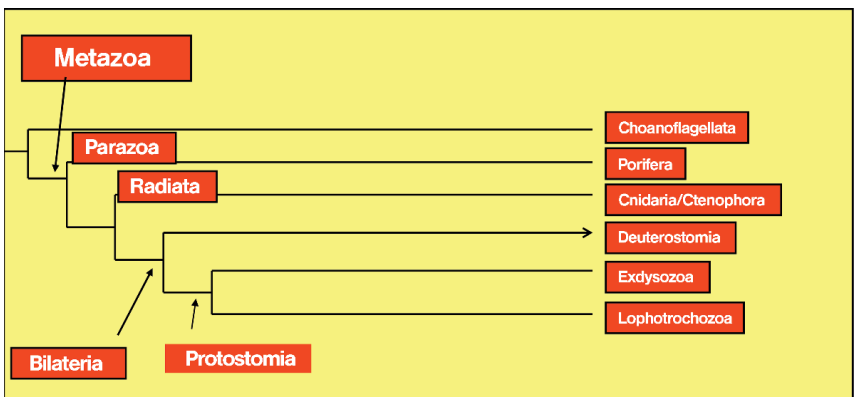 Metazoa
Choanoflagellata
Parazoa
Porifera
Radiata
Cnidaria/Ctenophora
Deuterostomia
Exdysozoa
Lophotrochozoa
Bilateria
Protostomia